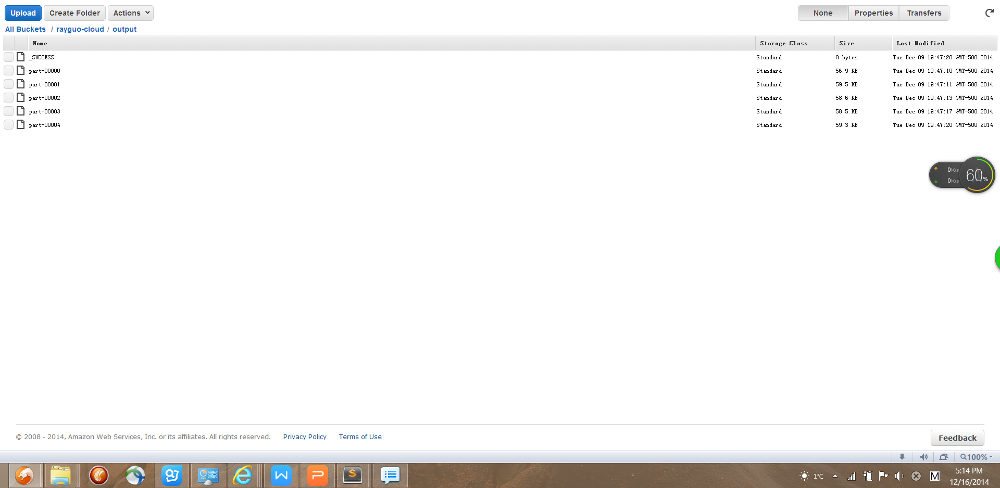 Upload Create Folder Actions None Properties Transfers
All Buckets / rayguo-cloud / output
Name Storage Class Size Last Modified
_SUCCESS Standard 0 bytes Tue Dec 09 19:47:20 GMT-500 2014
part-00000 Standard 56.9 KB Tue Dec 09 19:47:10 GMT-500 2014
part-00001 Standard 59.5 KB Tue Dec 09 19:47:11 GMT-500 2014
part-00002 Standard 58.6 KB Tue Dec 09 19:47:13 GMT-500 2014
part-00003 Standard 58.5 KB Tue Dec 09 19:47:17 GMT-500 2014
part-00004 Standard 59.3 KB Tue Dec 09 19:47:20 GMT-500 2014
0K/s
60%
0K/s
© 2008 - 2014, Amazon Web Services, Inc. or its affiliates. All rights reserved. Privacy Policy Terms of Use Feedback
100%
1°C M 5:14 PM
12/16/2014